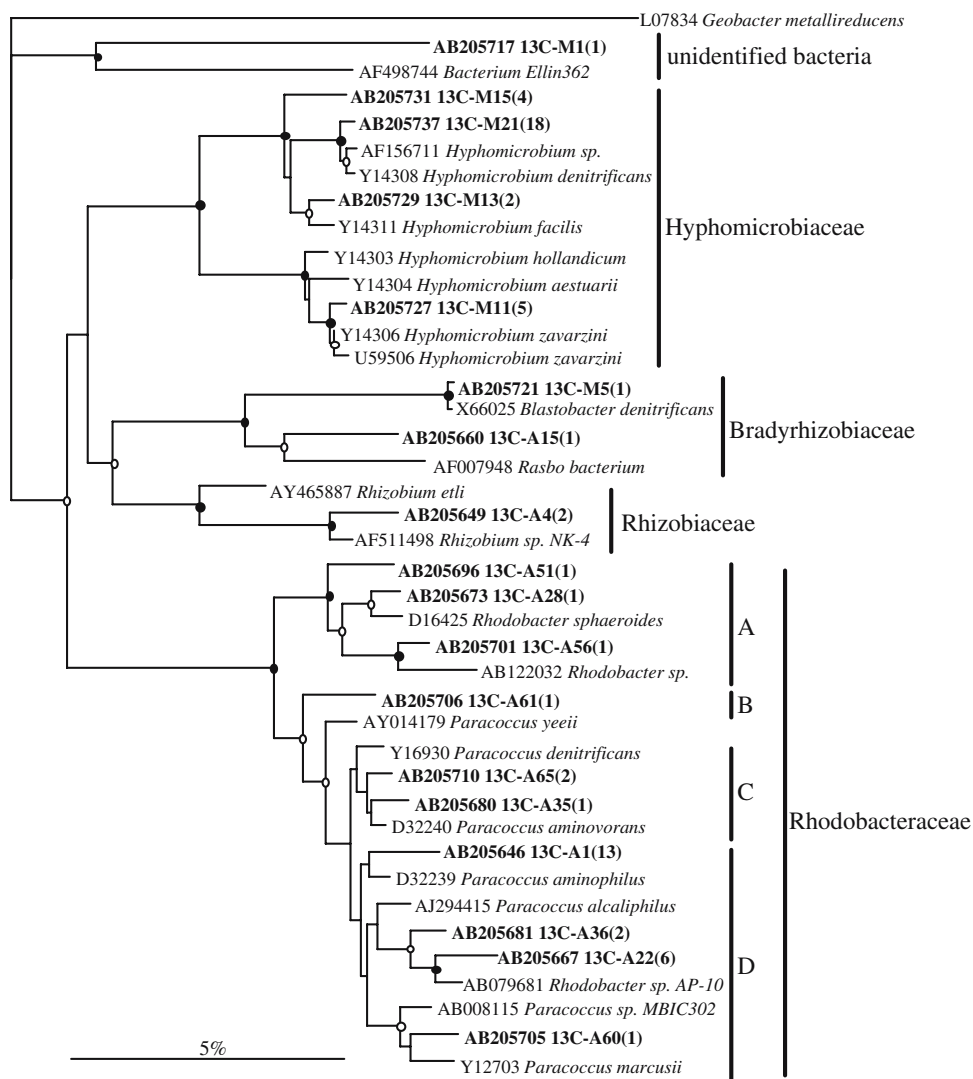 L07834 Geobacter metallireducens
AB205717 13C-M1(1)
unidentified bacteria
AF498744 Bacterium Ellin362
AB205731 13C-M15(4)
AB205737 13C-M21(18)
AF156711 Hyphomicrobium sp.
Y14308 Hyphomicrobium denitrificans
AB205729 13C-M13(2)
Y14311 Hyphomicrobium facilis
Hyphomicrobiaceae
Y14303 Hyphomicrobium hollandicum
Y14304 Hyphomicrobium aestuarii
AB205727 13C-M11(5)
Y14306 Hyphomicrobium zavarzini
U59506 Hyphomicrobium zavarzini
AB205721 13C-M5(1)
X66025 Blastobacter denitrificans
Bradyrhizobiaceae
AB205660 13C-A15(1)
AF007948 Rasbo bacterium
AY465887 Rhizobium etli
AB205649 13C-A4(2)
Rhizobiaceae
AF511498 Rhizobium sp. NK-4
AB205696 13C-A51(1)
AB205673 13C-A28(1)
D16425 Rhodobacter sphaeroides
A
AB205701 13C-A56(1)
AB122032 Rhodobacter sp.
AB205706 13C-A61(1)
B
AY014179 Paracoccus yeeii
Y16930 Paracoccus denitrificans
AB205710 13C-A65(2)
C
AB205680 13C-A35(1)
D32240 Paracoccus aminovorans
Rhodobacteraceae
AB205646 13C-A1(13)
D32239 Paracoccus aminophilus
AJ294415 Paracoccus alcaliphilus
AB205681 13C-A36(2)
AB205667 13C-A22(6)
D
AB079681 Rhodobacter sp. AP-10
AB008115 Paracoccus sp. MBIC302
AB205705 13C-A60(1)
Y12703 Paracoccus marcusii
5%